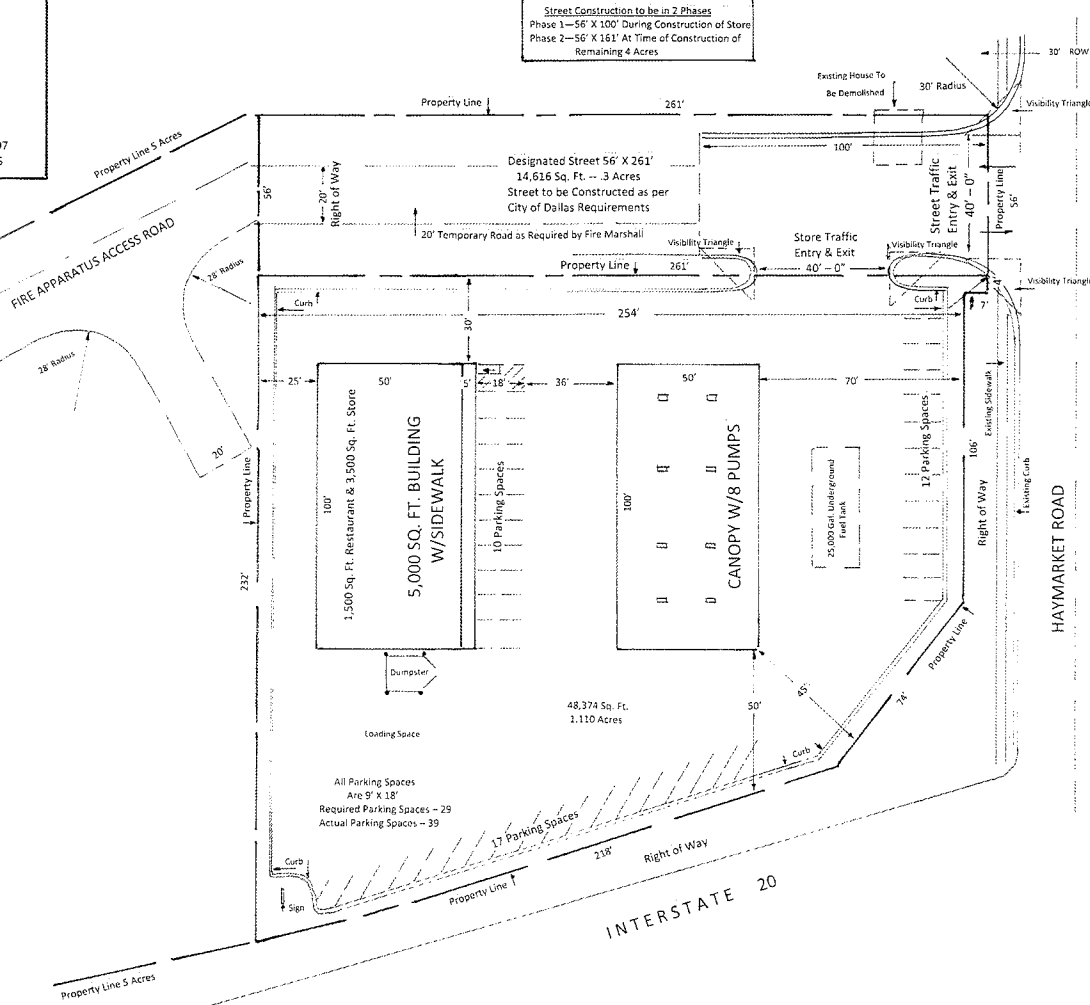 Street Construction to be in 2 Phases
Phase 1—56' X 100' During Construction of Store
Phase 2—56' X 161' At Time of Construction of
Remaining 4 Acres
30' ROW
Existing House To
Be Demolished
30' Radius
Visibility Triangle
Property Line
261'
Property Line 5 Acres
100'
Designated Street 56' X 261'
14,616 Sq. Ft. -- .3 Acres
Street to be Constructed as per
City of Dallas Requirements
56'
20'
Right of Way
Street Traffic
Entry & Exit
40' – 0"
Property Line
56'
FIRE APPARATUS ACCESS ROAD
20' Temporary Road as Required by Fire Marshall
Visibility Triangle
Store Traffic
Entry & Exit
40' – 0"
Visibility Triangle
Property Line
261'
28' Radius
Visibility Triangle
Curb
Curb
4'
7'
254'
30'
28' Radius
25'
50'
5'
18'
36'
50'
70'
20'
Property Line
232'
100'
1,500 Sq. Ft. Restaurant & 3,500 Sq. Ft. Store
5,000 SQ. FT. BUILDING
W/SIDEWALK
10 Parking Spaces
100'
CANOPY W/8 PUMPS
25,000 Gal. Underground
Fuel Tank
12 Parking Spaces
106'
Existing Sidewalk
Right of Way
Existing Curb
HAYMARKET ROAD
Property Line
74'
Dumpster
45'
50'
48,374 Sq. Ft.
1.110 Acres
Loading Space
Curb
All Parking Spaces
Are 9' X 18'
Required Parking Spaces – 29
Actual Parking Spaces – 39
17 Parking Spaces
218'
Right of Way
Curb
Sign
Property Line
INTERSTATE 20
Property Line 5 Acres